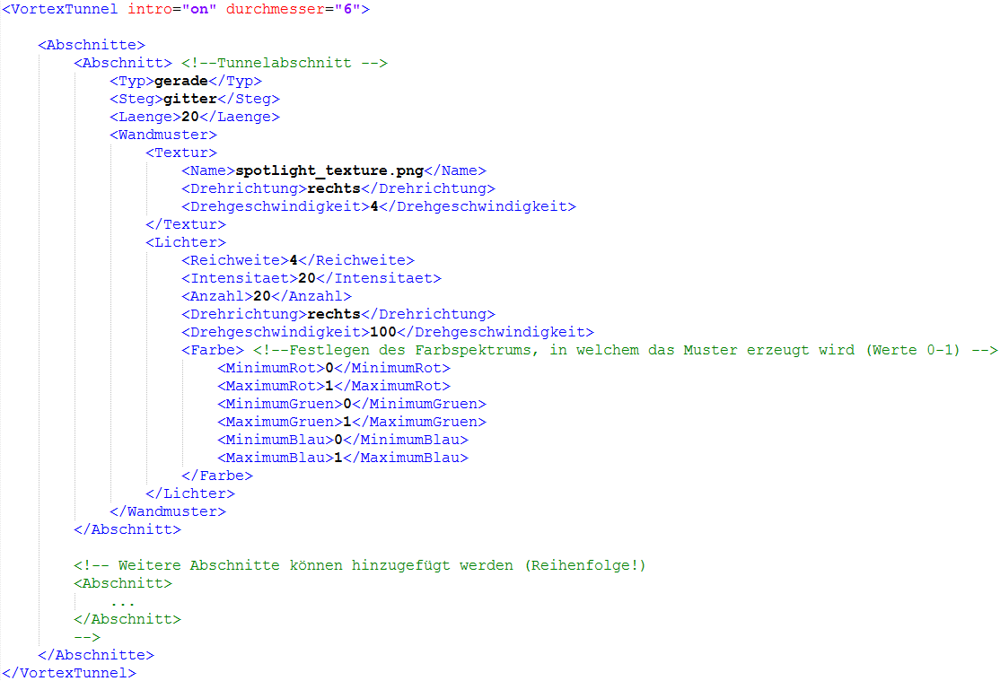 <VortexTunnel intro="on" durchmesser="6">
<Abschnitte>
<Abschnitt> <!--Tunnelabschnitt -->
<Typ>gerade</Typ>
<Steg>gitter</Steg>
<Laenge>20</Laenge>
<Wandmuster>
<Textur>
<Name>spotlight_texture.png</Name>
<Drehrichtung>rechts</Drehrichtung>
<Drehgeschwindigkeit>4</Drehgeschwindigkeit>
</Textur>
<Lichter>
<Reichweite>4</Reichweite>
<Intensitaet>20</Intensitaet>
<Anzahl>20</Anzahl>
<Drehrichtung>rechts</Drehrichtung>
<Drehgeschwindigkeit>100</Drehgeschwindigkeit>
<Farbe> <!--Festlegen des Farbspektrums, in welchem das Muster erzeugt wird (Werte 0-1) -->
<MinimumRot>0</MinimumRot>
<MaximumRot>1</MaximumRot>
<MinimumGruen>0</MinimumGruen>
<MaximumGruen>1</MaximumGruen>
<MinimumBlau>0</MinimumBlau>
<MaximumBlau>1</MaximumBlau>
</Farbe>
</Lichter>
</Wandmuster>
</Abschnitt>
<!-- Weitere Abschnitte können hinzugefügt werden (Reihenfolge!)
<Abschnitt>
...
</Abschnitt>
-->
</Abschnitte>
</VortexTunnel>